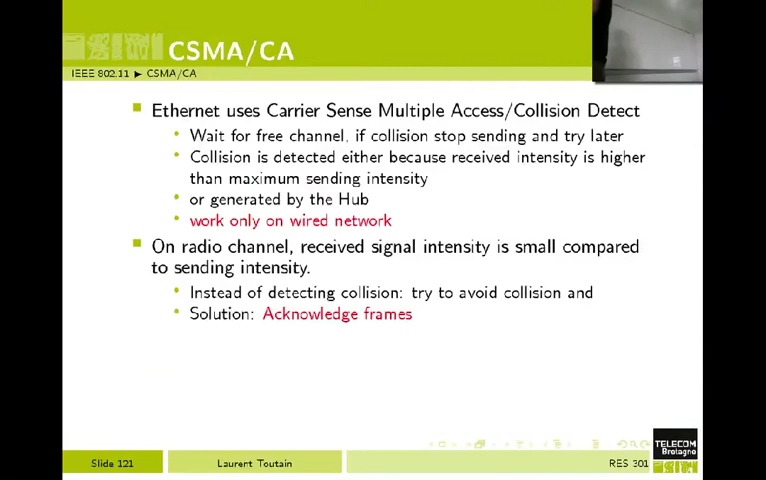 CSMA/CA
IEEE 802.11 ▶ CSMA/CA
Ethernet uses Carrier Sense Multiple Access/Collision Detect
Wait for free channel, if collision stop sending and try later
Collision is detected either because received intensity is higher
than maximum sending intensity
or generated by the Hub
work only on wired network
On radio channel, received signal intensity is small compared
to sending intensity.
Instead of detecting collision: try to avoid collision and
Solution: Acknowledge frames
TELECOM
Bretagne
Slide 121
Laurent Toutain
RES 301